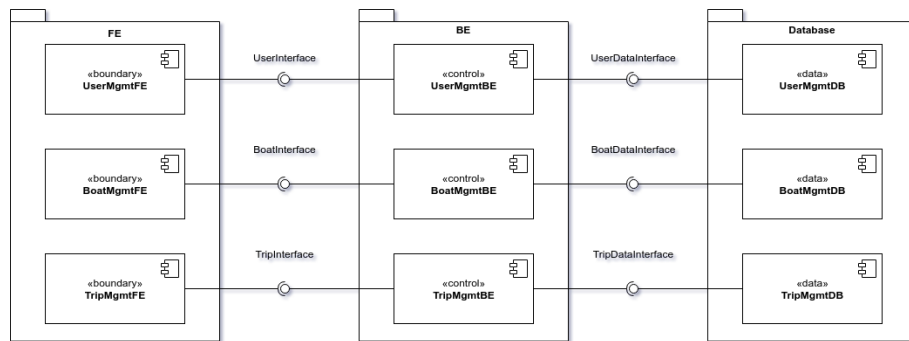 FE
BE
Database
«boundary»
UserMgmtFE
UserInterface
«control»
UserMgmtBE
UserDataInterface
«data»
UserMgmtDB
«boundary»
BoatMgmtFE
BoatInterface
«control»
BoatMgmtBE
BoatDataInterface
«data»
BoatMgmtDB
«boundary»
TripMgmtFE
TripInterface
«control»
TripMgmtBE
TripDataInterface
«data»
TripMgmtDB